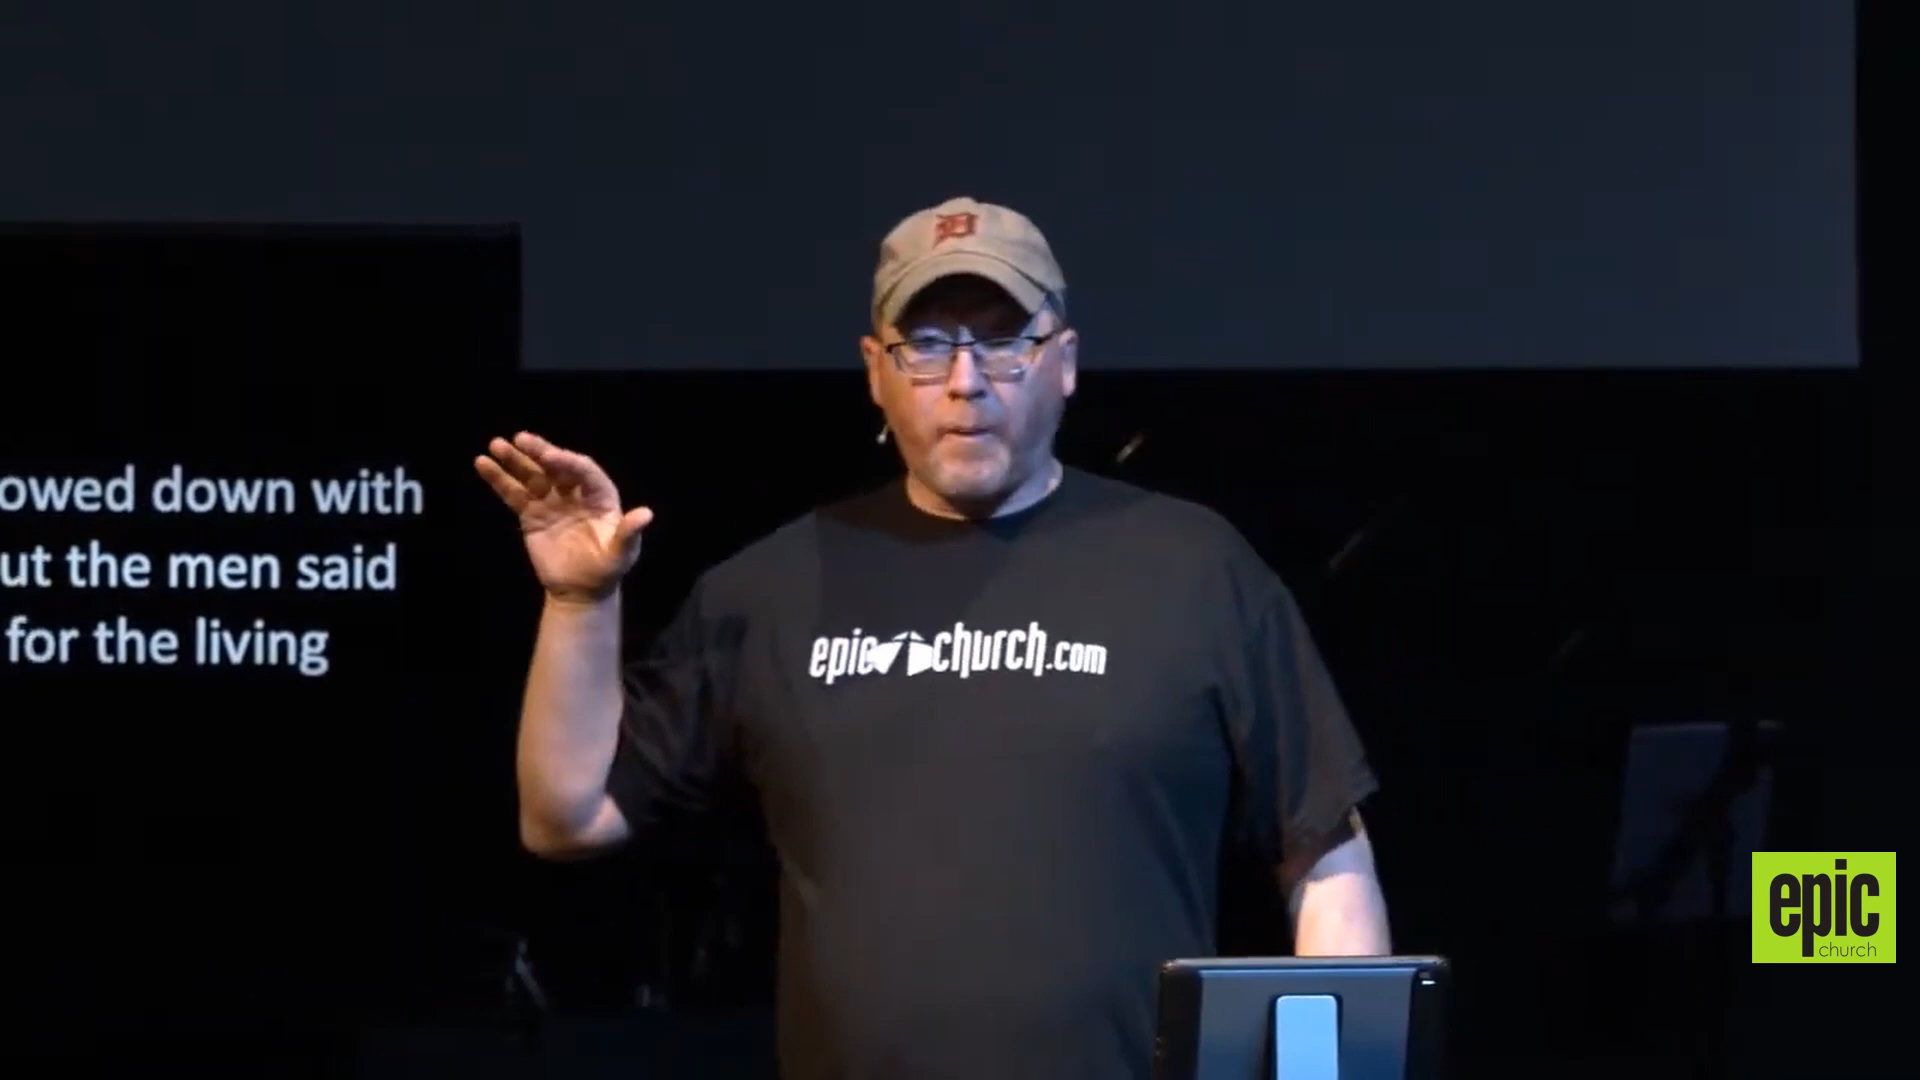 D
owed down with
ut the men said
for the living
epic church.com
epic
church